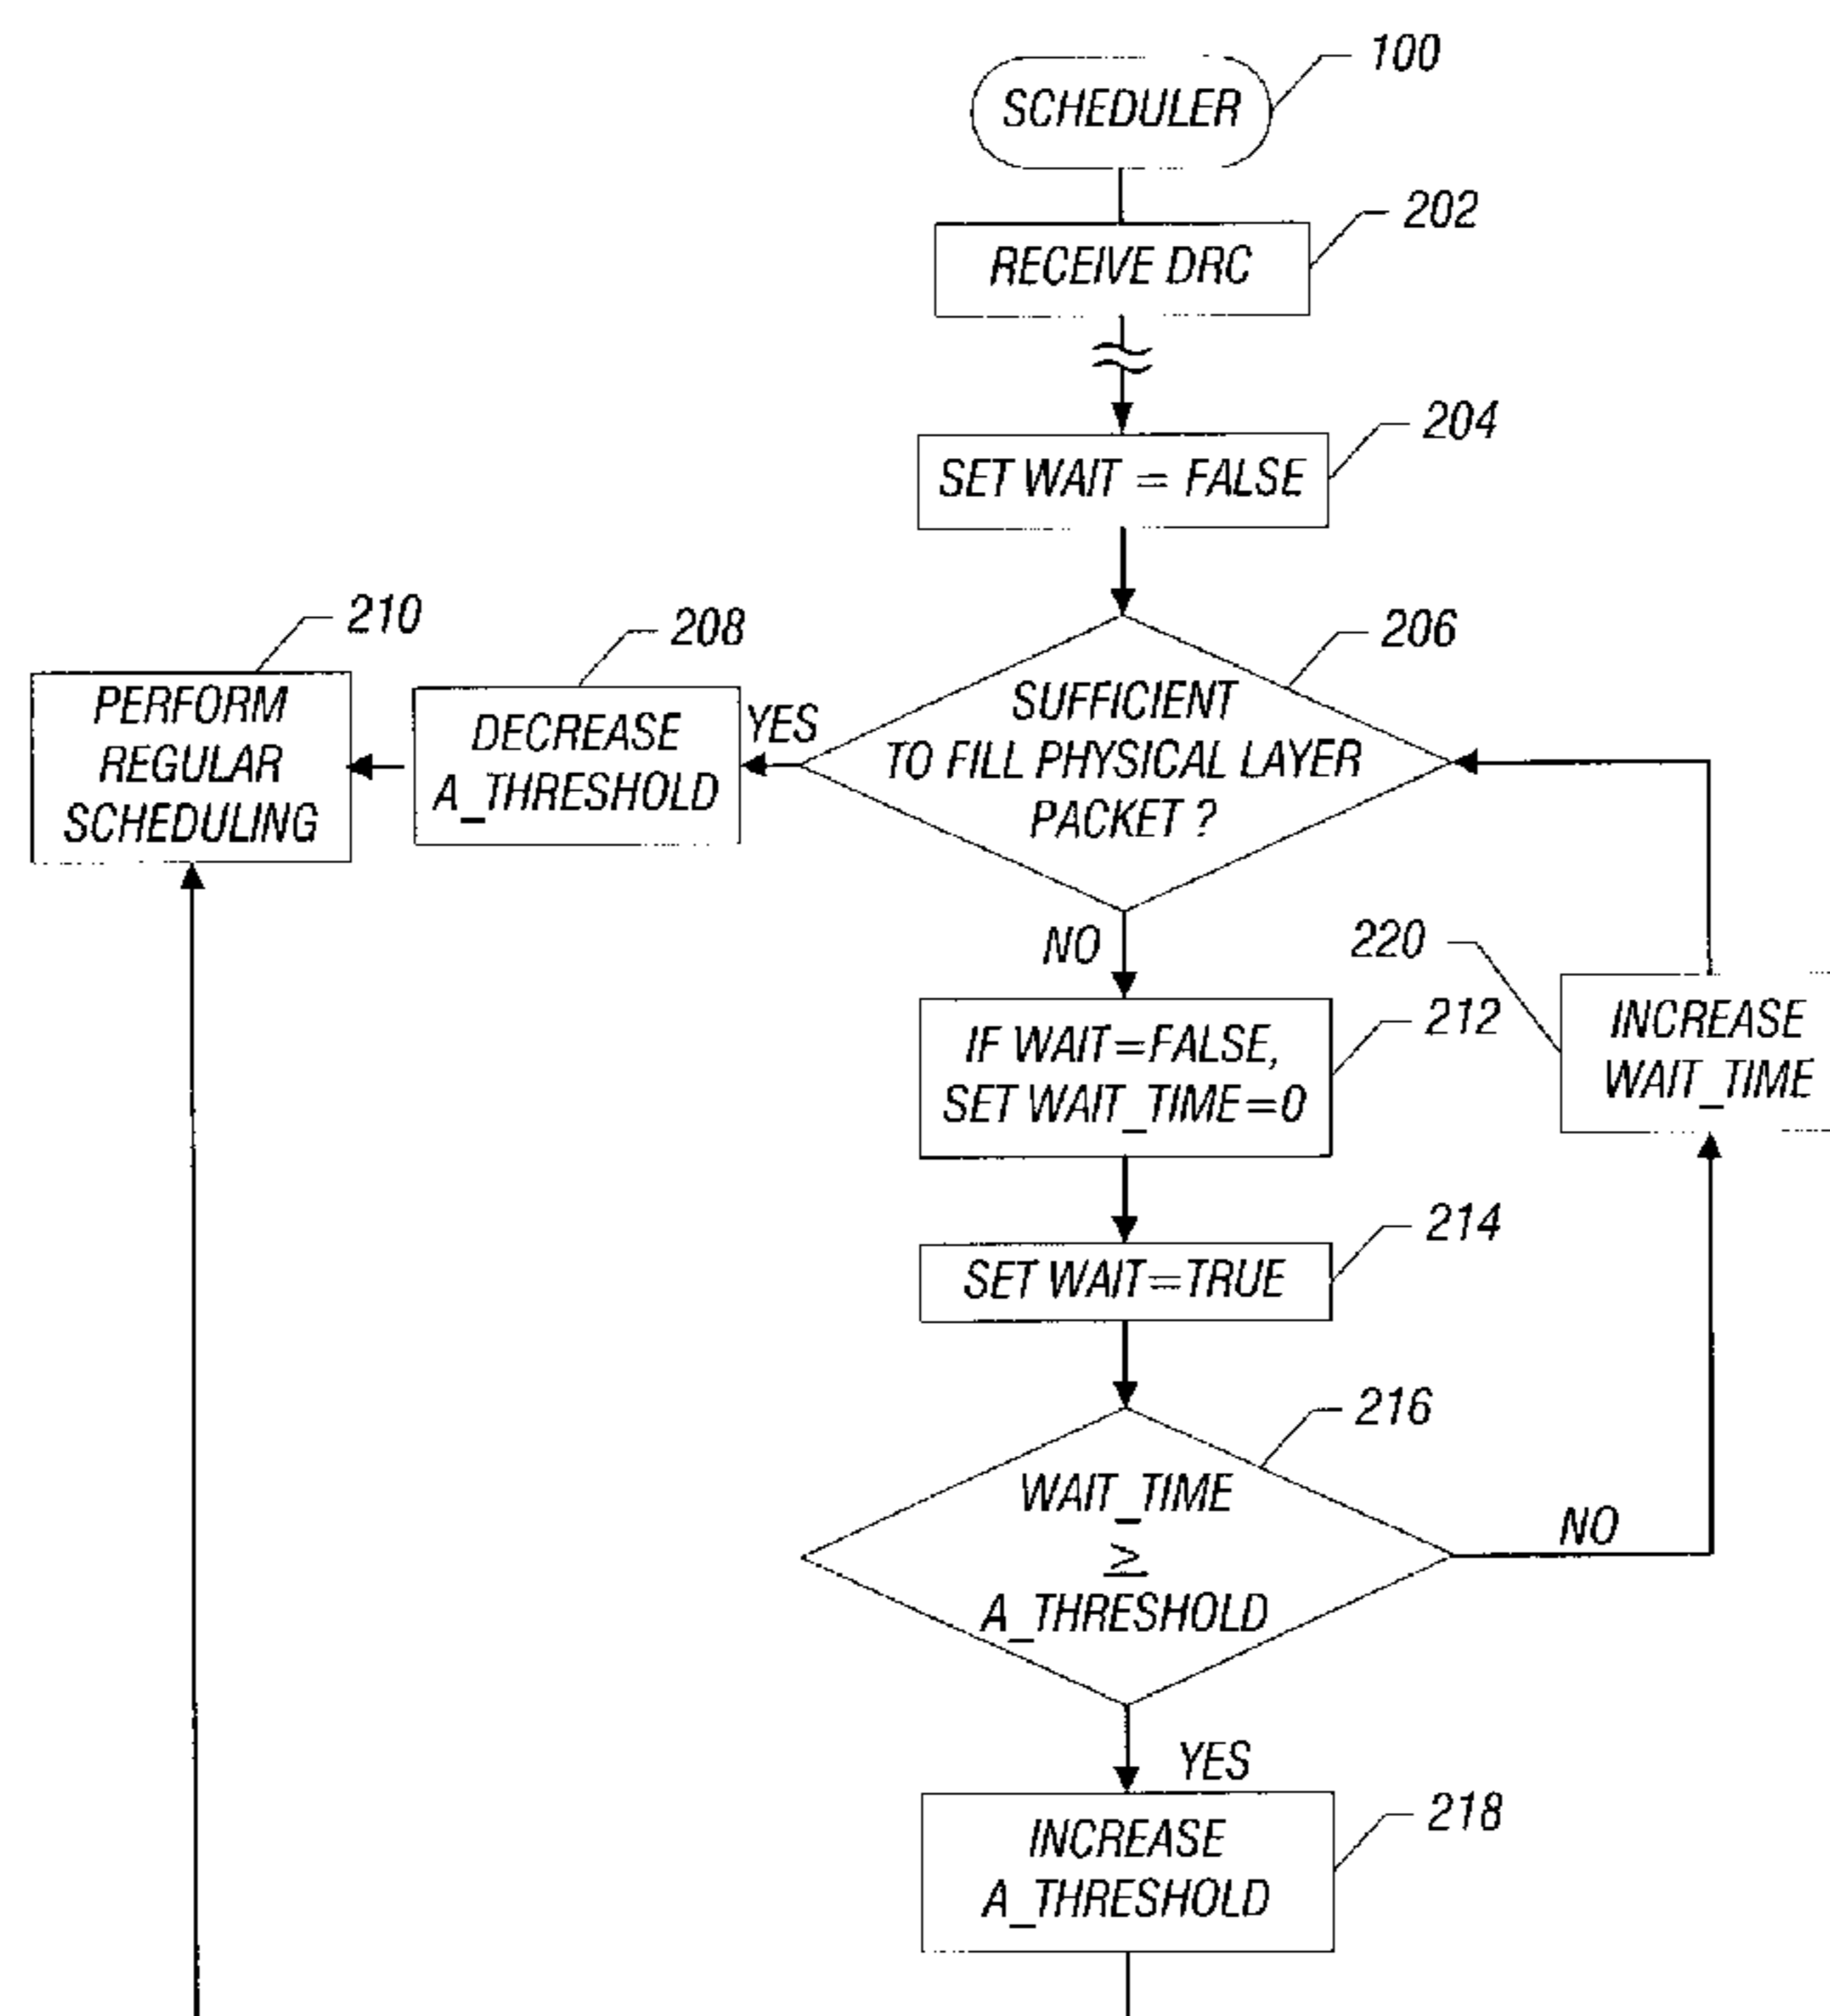 100
SCHEDULER
202
RECEIVE DRC
204
SET WAIT = FALSE
206
SUFFICIENT
TO FILL PHYSICAL LAYER
PACKET ?
YES
208
DECREASE
A_THRESHOLD
210
PERFORM
REGULAR
SCHEDULING
NO
212
IF WAIT=FALSE,
SET WAIT_TIME=0
220
INCREASE
WAIT_TIME
214
SET WAIT=TRUE
216
WAIT_TIME
≥
A_THRESHOLD
NO
YES
218
INCREASE
A_THRESHOLD